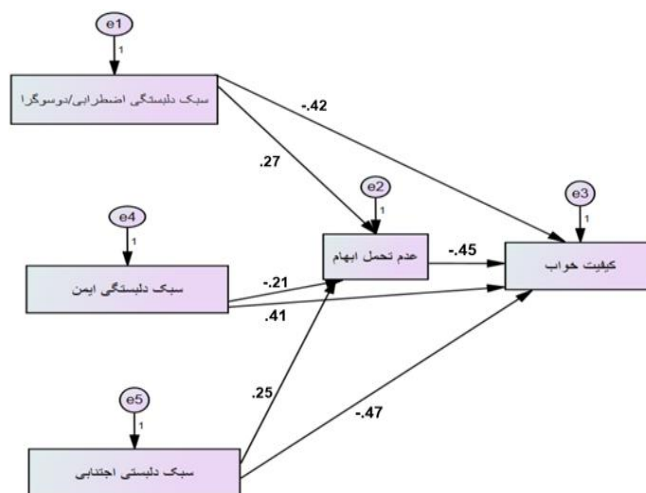 e1
1
سبک دلبستگی اضطرابی/دوسوگرا
-.42
.27
e2
1
e3
1
e4
1
عدم تحمل ابهام
-.45
کیفیت خواب
سبک دلبستگی ایمن
-.21
.41
.25
-.47
e5
1
سبک دلبستی اجتنابی